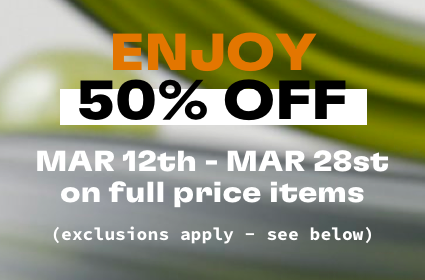 ENJOY
50% OFF
MAR 12th - MAR 28st
on full price items
(exclusions apply - see below)